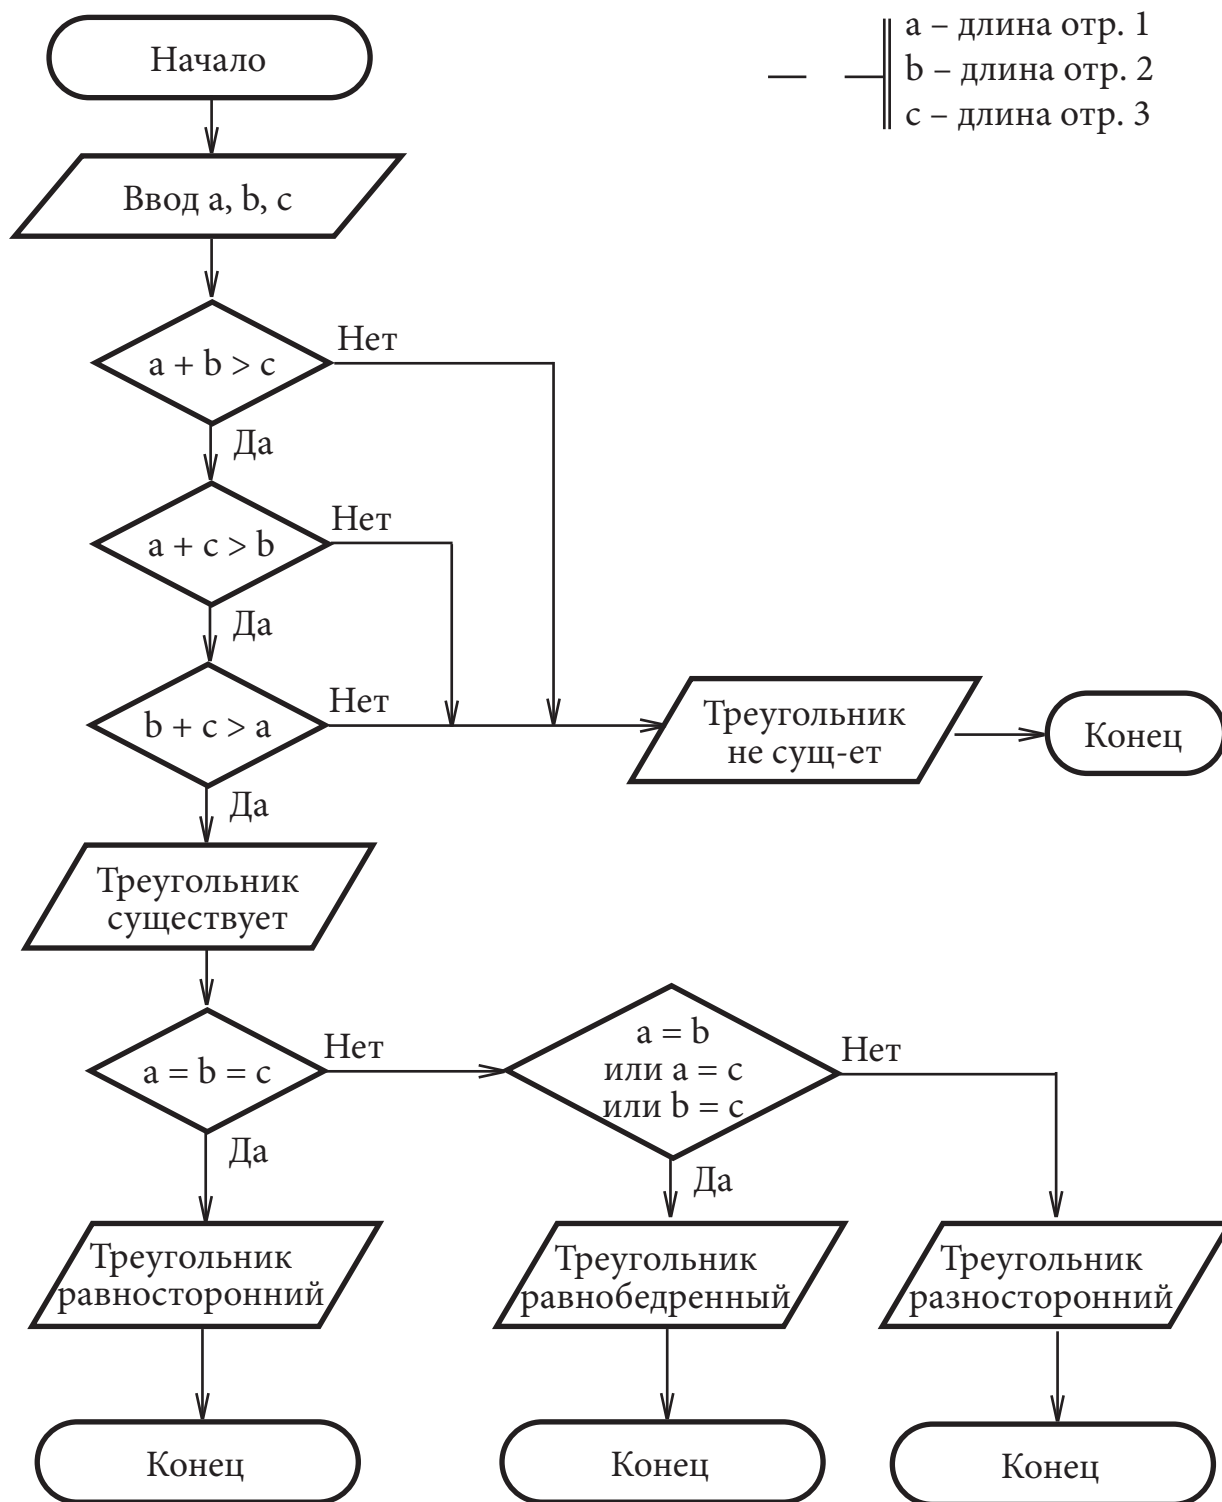 Начало
a – длина отр. 1
b – длина отр. 2
c – длина отр. 3
Ввод a, b, c
a + b > c
Нет
Да
a + c > b
Нет
Да
b + c > a
Нет
Треугольник
не сущ-ет
Конец
Да
Треугольник
существует
a = b = c
Нет
a = b
или a = c
или b = c
Нет
Да
Да
Треугольник
равносторонний
Треугольник
равнобедренный
Треугольник
разносторонний
Конец
Конец
Конец